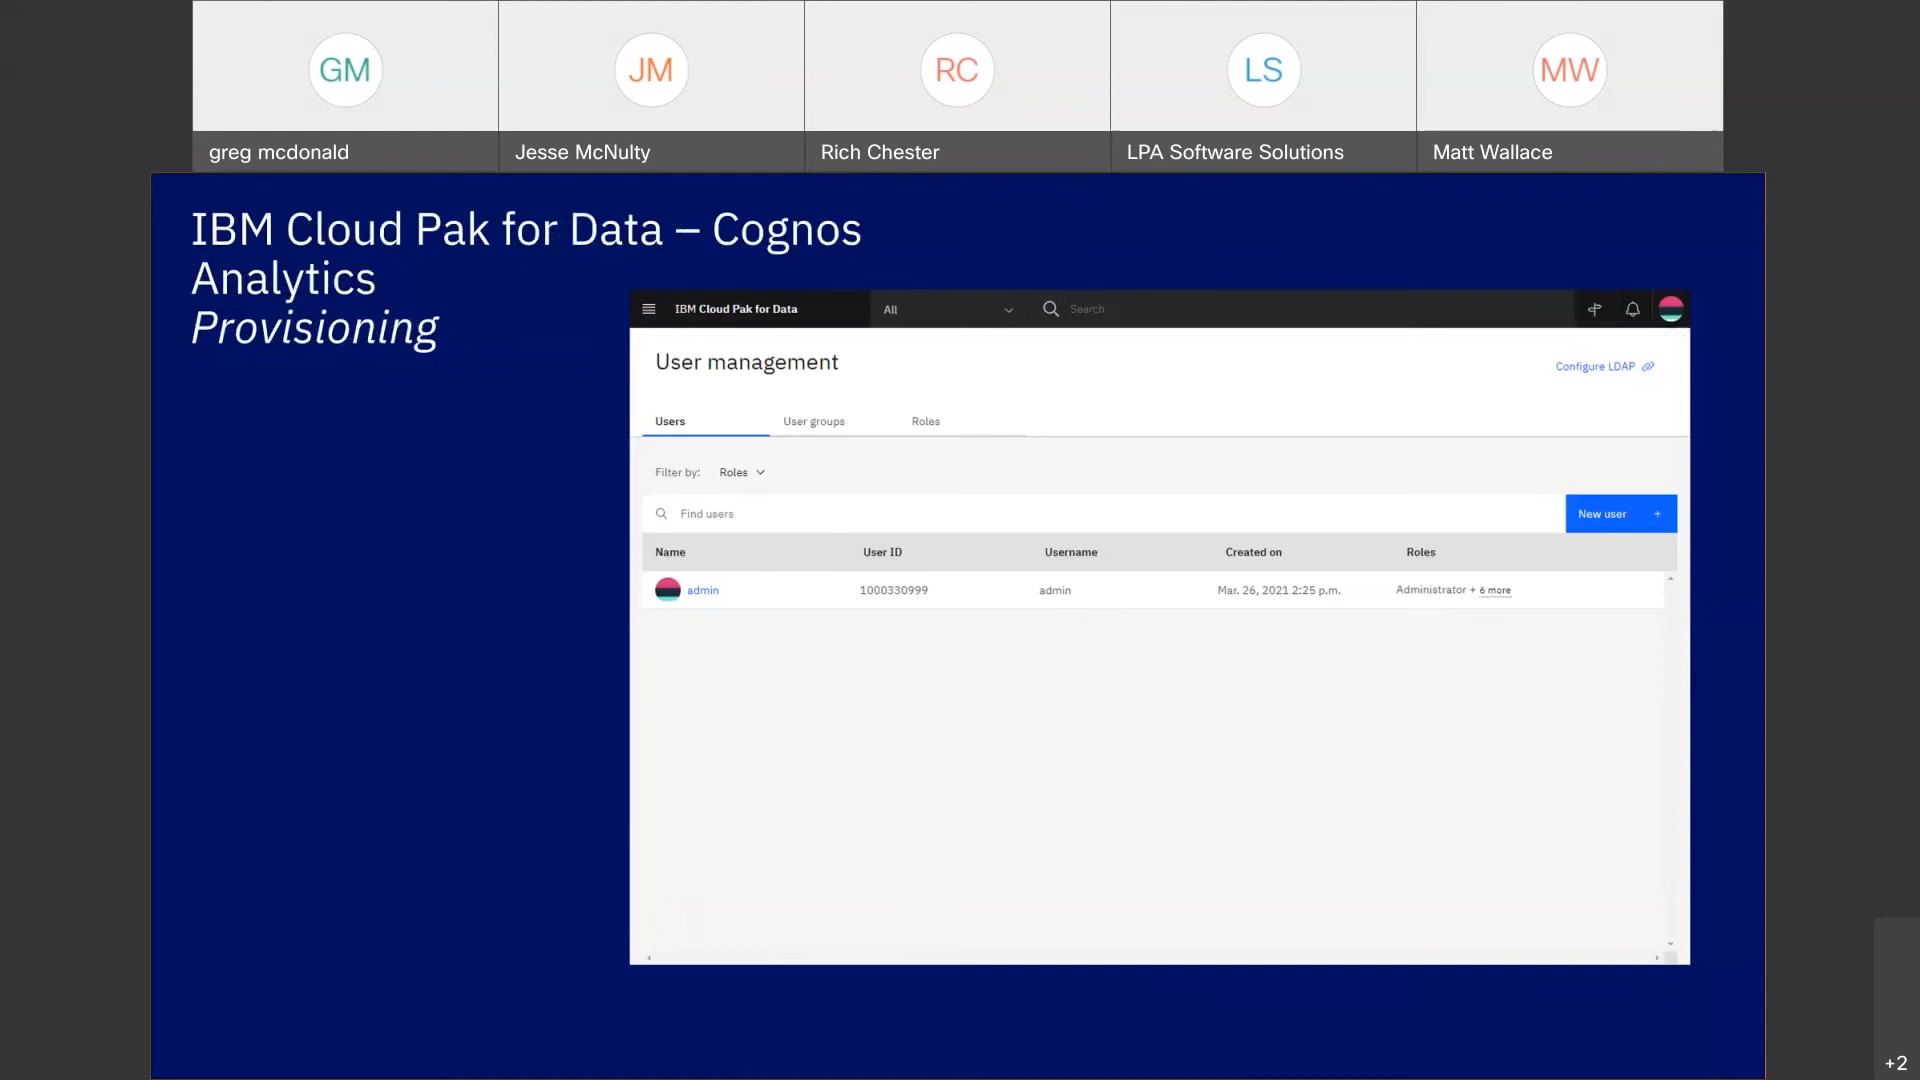 GM JM RC LS MW
greg mcdonald Jesse McNulty Rich Chester LPA Software Solutions Matt Wallace
IBM Cloud Pak for Data – Cognos
Analytics
Provisioning
IBM Cloud Pak for Data All Search
User management Configure LDAP
Users User groups Roles
Filter by: Roles
Find users New user +
Name User ID Username Created on Roles
admin 1000330999 admin Mar. 26, 2021 2:25 p.m. Administrator + 6 more
+2